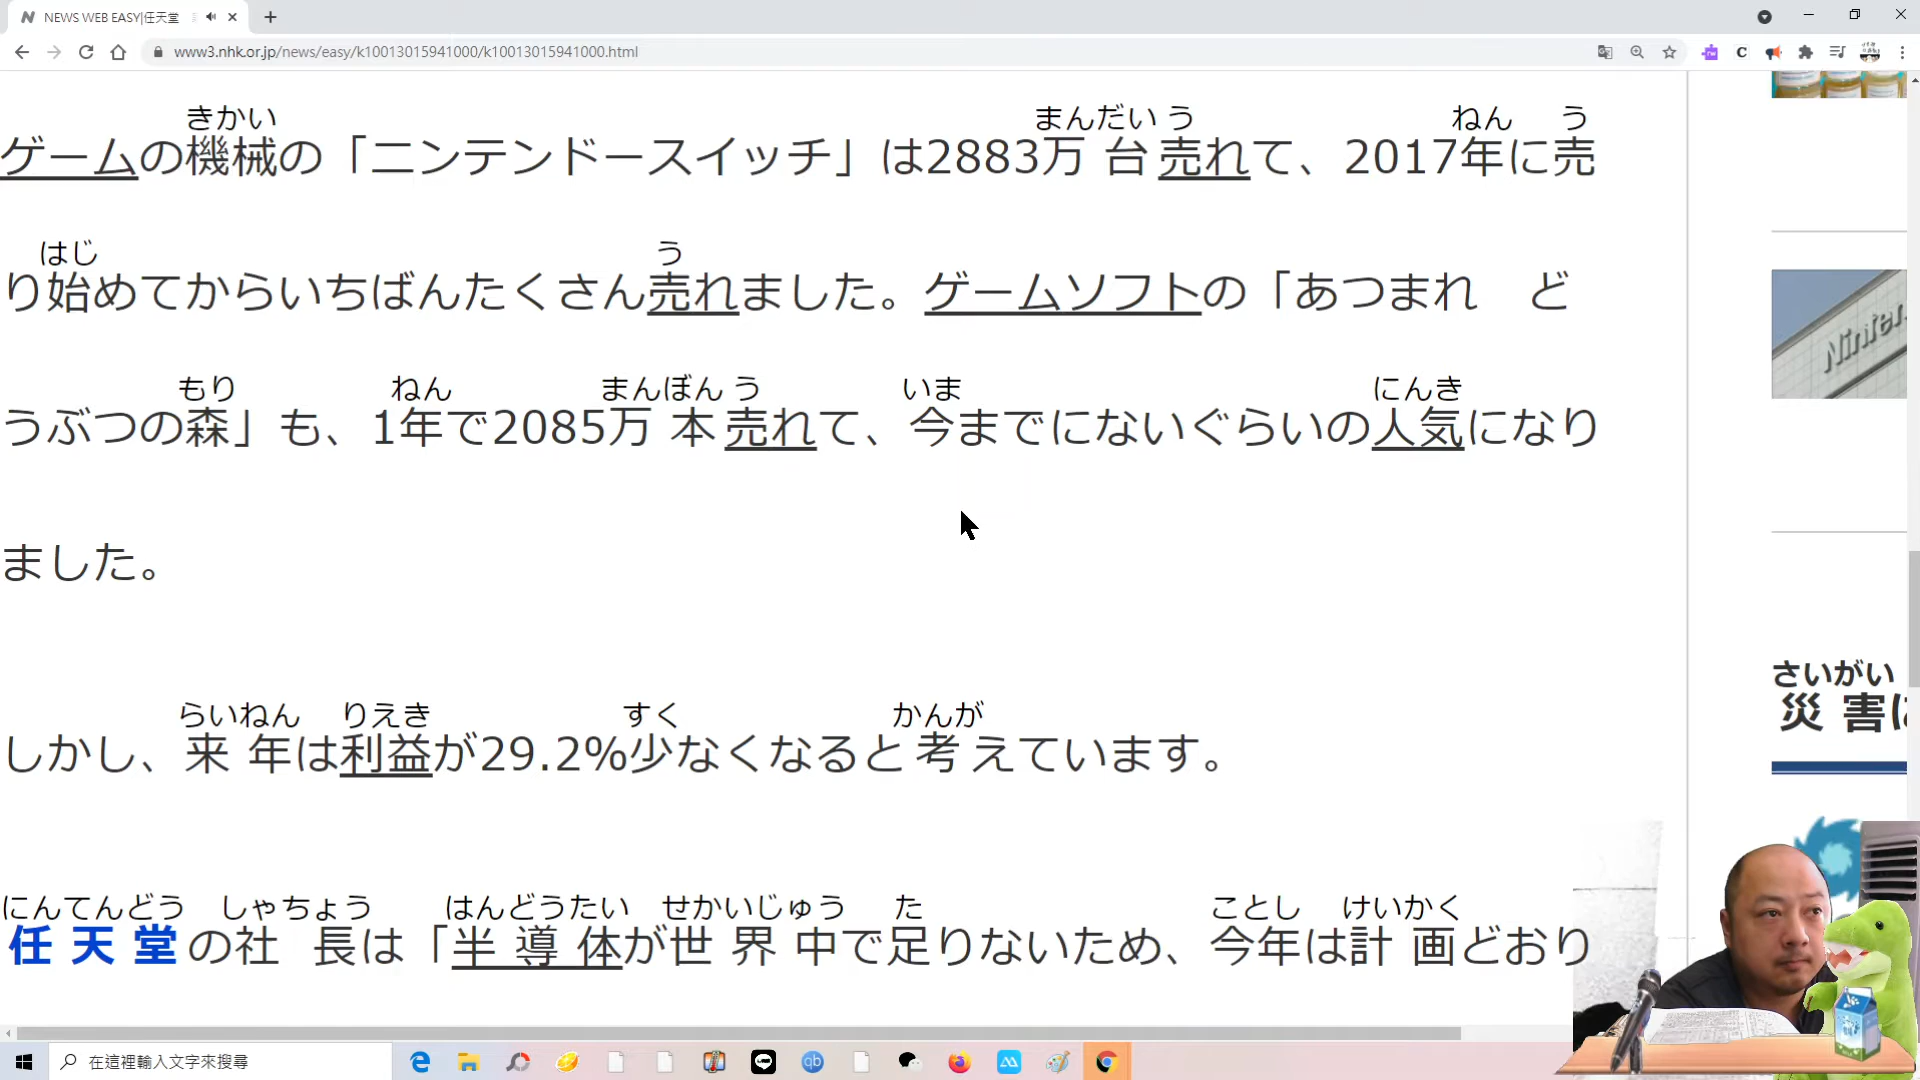 NEWS WEB EASY|任天堂
www3.nhk.or.jp/news/easy/k10013015941000/k10013015941000.html
きかい まんだい う ねん う
ゲームの機械の「ニンテンドースイッチ」は2883万台売れて、2017年に売
はじ う
り始めてからいちばんたくさん売れました。ゲームソフトの「あつまれ　ど
もり ねん まんぼん う いま にんき
うぶつの森」も、1年で2085万本売れて、今までにないぐらいの人気になり
ました。
らいねん りえき すく かんが
しかし、来年は利益が29.2%少なくなると考えています。
にんてんどう しゃちょう はんどうたい せかいじゅう た ことし けいかく
任天堂の社長は「半導体が世界中で足りないため、今年は計画どおり
さいがい
災害に
在這裡輸入文字來搜尋